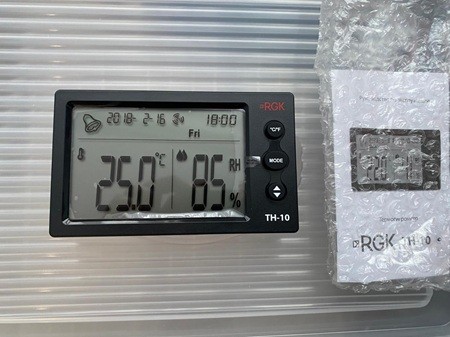 RGK
2018- 2-16 18:00
Fri
°C/°F
25.0 °C
85 RH %
MODE
TH-10
RGK TH-10